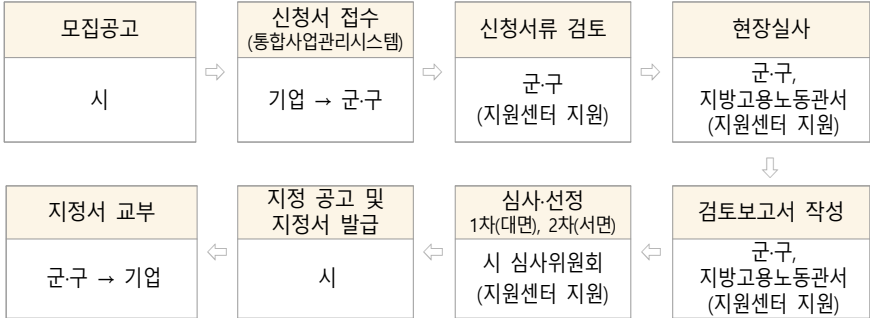 모집공고
시
⇨
신청서 접수
(통합사업관리시스템)
기업 → 군·구
⇨
신청서류 검토
군·구
(지원센터 지원)
⇨
현장실사
군·구,
지방고용노동관서
(지원센터 지원)
⇩
검토보고서 작성
군·구,
지방고용노동관서
(지원센터 지원)
⇦
심사·선정
1차(대면), 2차(서면)
시 심사위원회
(지원센터 지원)
⇦
지정 공고 및
지정서 발급
시
⇦
지정서 교부
군·구 → 기업